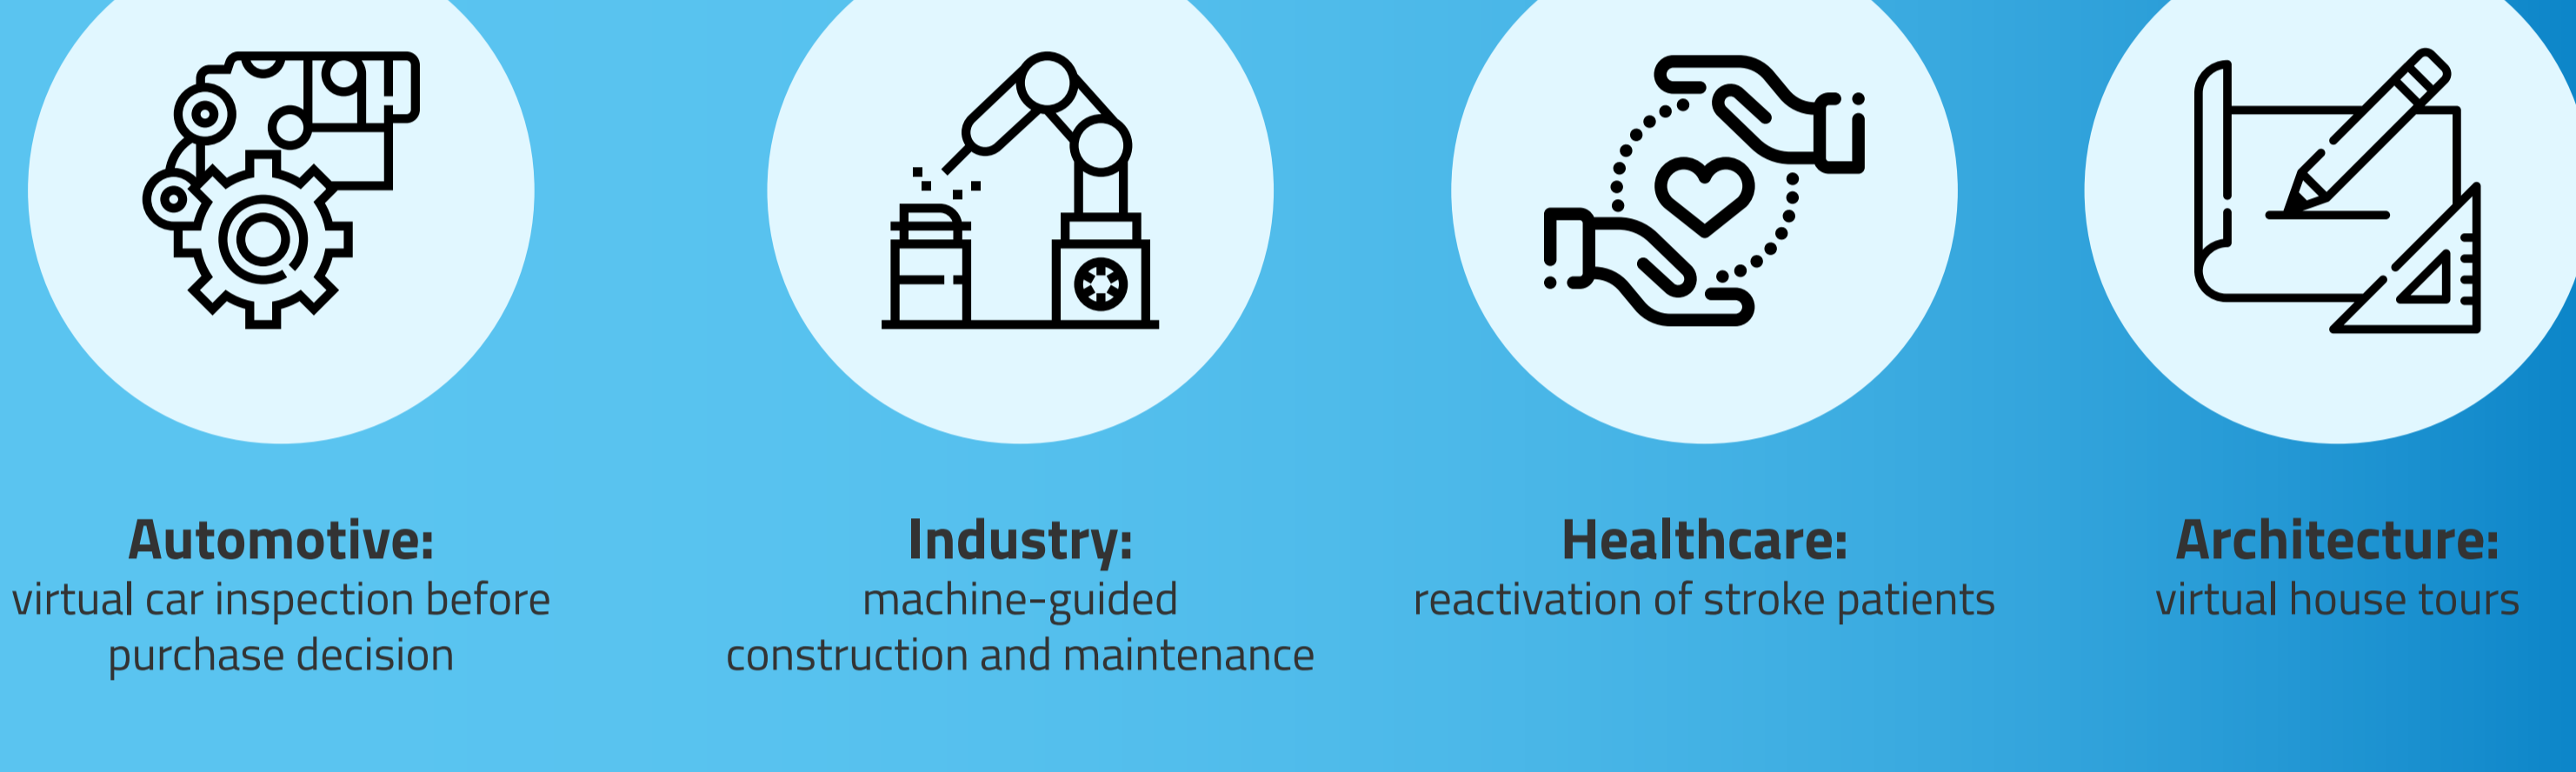 Automotive:
virtual car inspection before
purchase decision
Industry:
machine-guided
construction and maintenance
Healthcare:
reactivation of stroke patients
Architecture:
virtual house tours